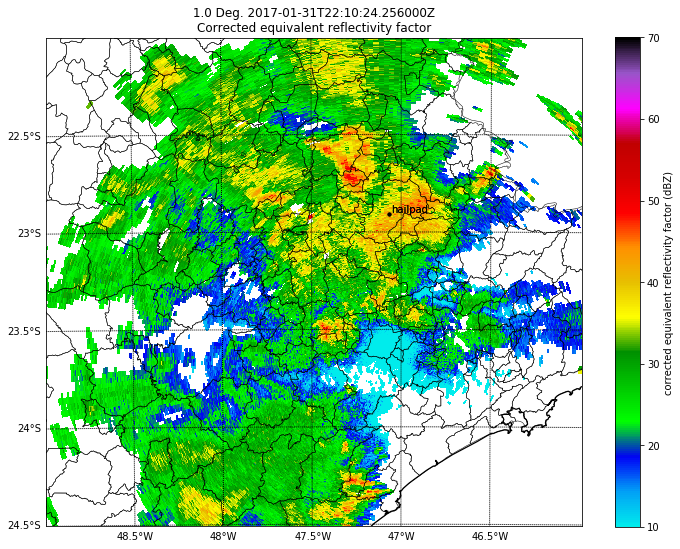 1.0 Deg. 2017-01-31T22:10:24.256000Z
Corrected equivalent reflectivity factor
70
60
50
40
30
20
10
corrected equivalent reflectivity factor (dBZ)
22.5°S
23°S
23.5°S
24°S
24.5°S
hailpad
48.5°W
48°W
47.5°W
47°W
46.5°W